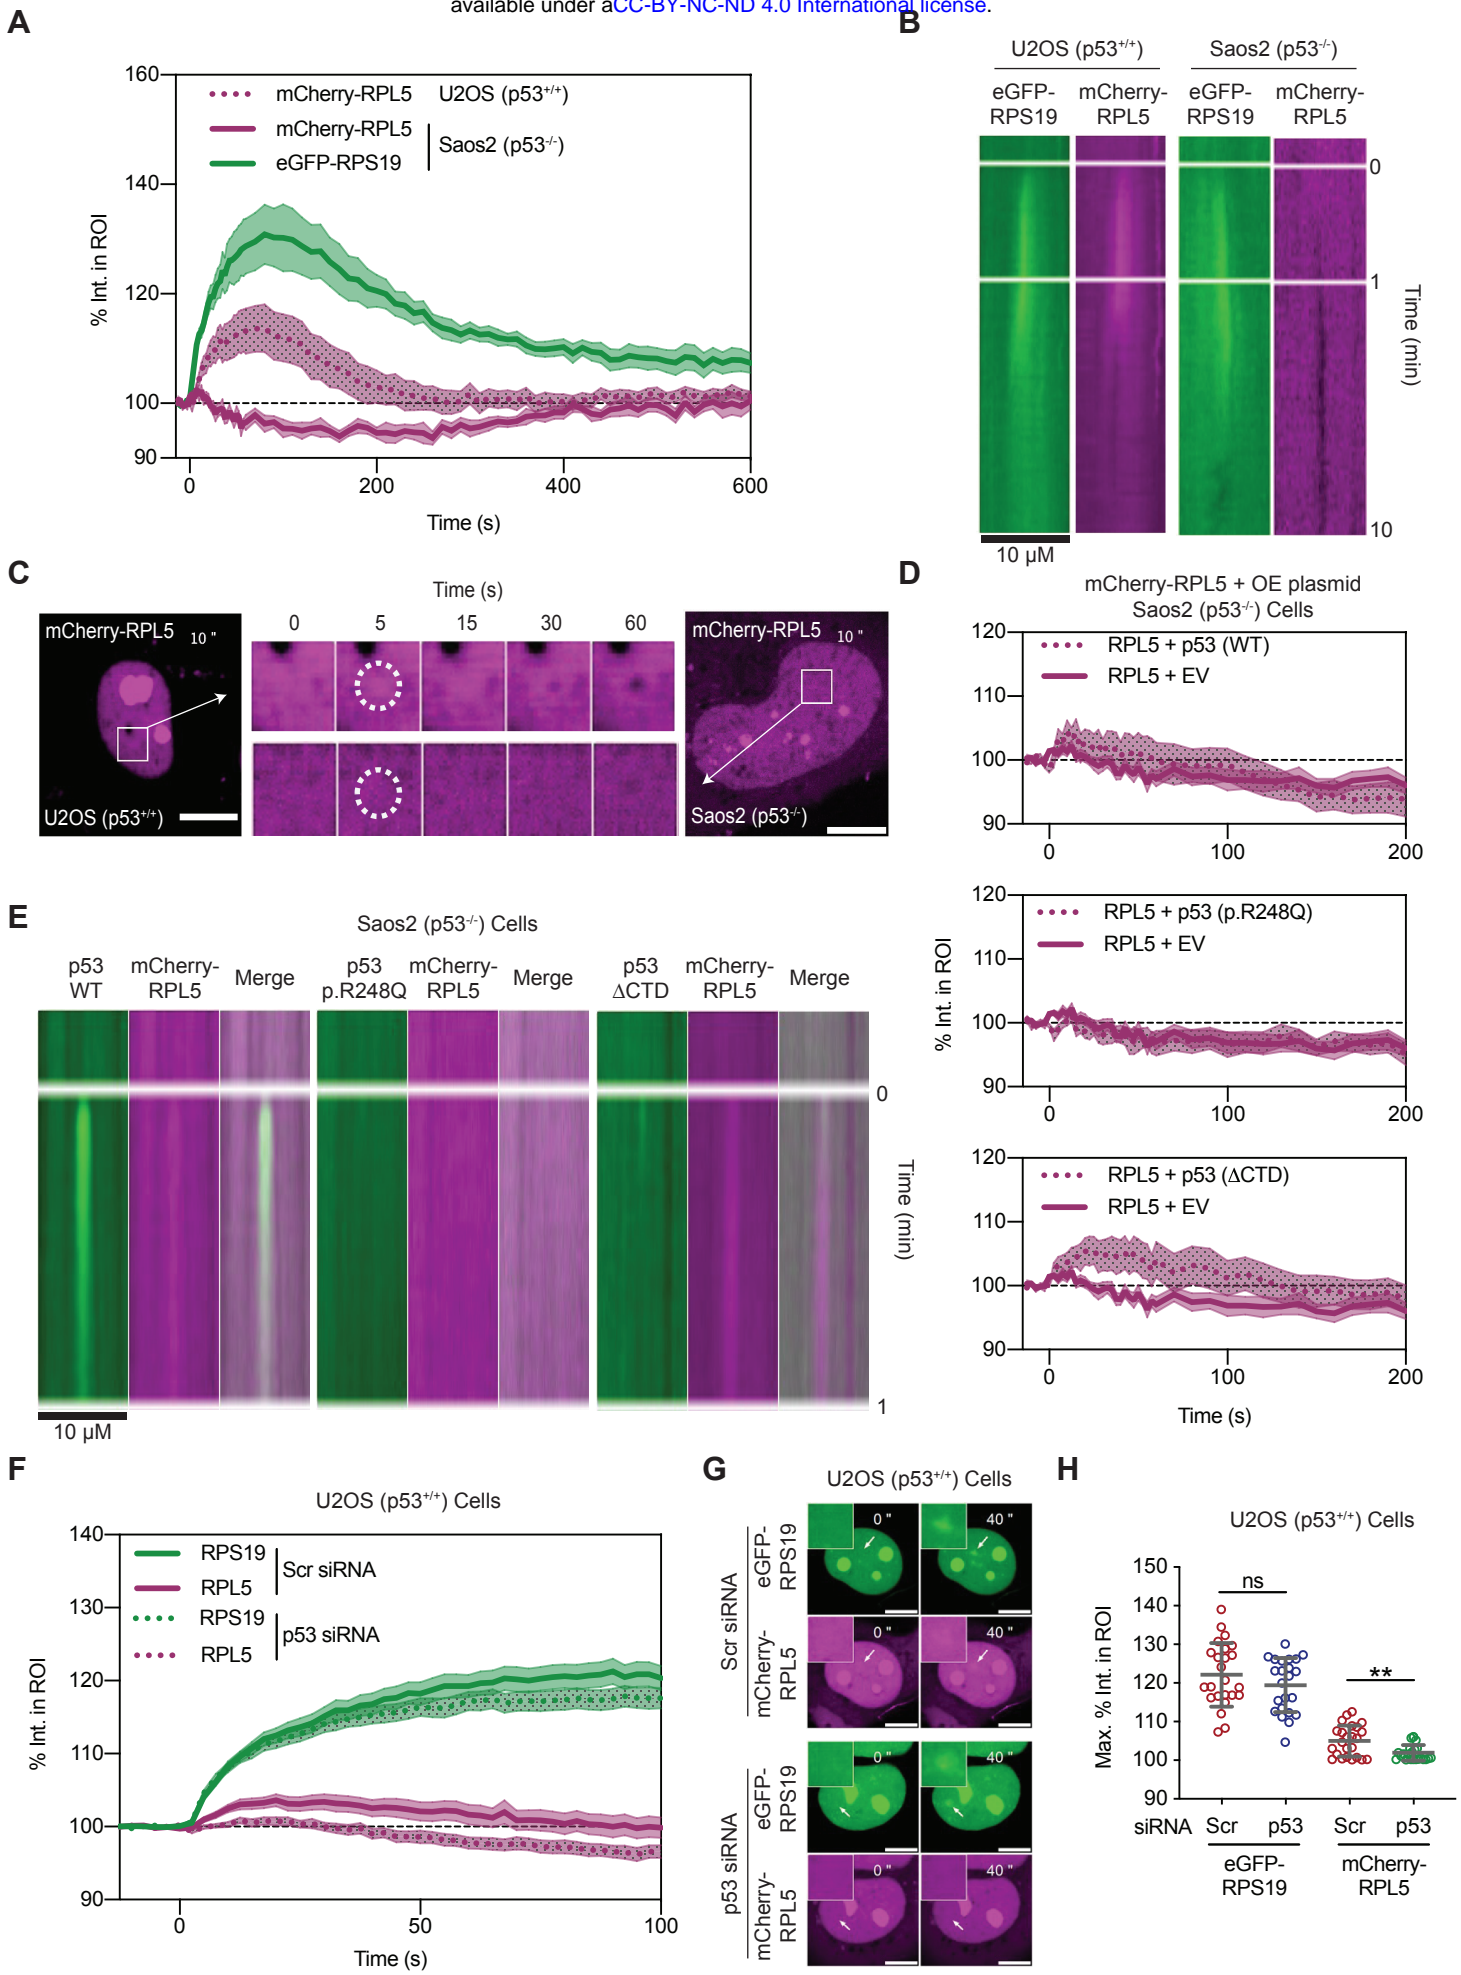 available under aCC-BY-NC-ND 4.0 International license.
A
160
140
120
100
90
% Int. in ROI
mCherry-RPL5 U2OS (p53+/+)
mCherry-RPL5
eGFP-RPS19
Saos2 (p53-/-)
0 200 400 600
Time (s)
B
U2OS (p53+/+) Saos2 (p53-/-)
eGFP- mCherry- eGFP- mCherry-
RPS19 RPL5 RPS19 RPL5
0
1
10
Time (min)
10 µM
C
Time (s)
0 5 15 30 60
mCherry-RPL5 10 "
U2OS (p53+/+)
mCherry-RPL5 10 "
Saos2 (p53-/-)
D
mCherry-RPL5 + OE plasmid
Saos2 (p53-/-) Cells
120
110
100
90
RPL5 + p53 (WT)
RPL5 + EV
0 100 200
120
110
100
90
RPL5 + p53 (p.R248Q)
RPL5 + EV
0 100 200
% Int. in ROI
120
110
100
90
RPL5 + p53 (ΔCTD)
RPL5 + EV
0 100 200
Time (s)
E
Saos2 (p53-/-) Cells
p53 mCherry- Merge p53 mCherry- Merge p53 mCherry- Merge
WT RPL5 p.R248Q RPL5 ΔCTD RPL5
0
1
Time (min)
10 µM
F
U2OS (p53+/+) Cells
140
130
120
110
100
90
% Int. in ROI
RPS19
RPL5
Scr siRNA
RPS19
RPL5
p53 siRNA
0 50 100
Time (s)
G
U2OS (p53+/+) Cells
Scr siRNA
eGFP-
RPS19
0 " 40 "
mCherry-
RPL5
0 " 40 "
p53 siRNA
eGFP-
RPS19
0 " 40 "
mCherry-
RPL5
0 " 40 "
H
U2OS (p53+/+) Cells
150
140
130
120
110
100
90
Max. % Int. in ROI
ns
**
siRNA Scr p53 Scr p53
eGFP- mCherry-
RPS19 RPL5